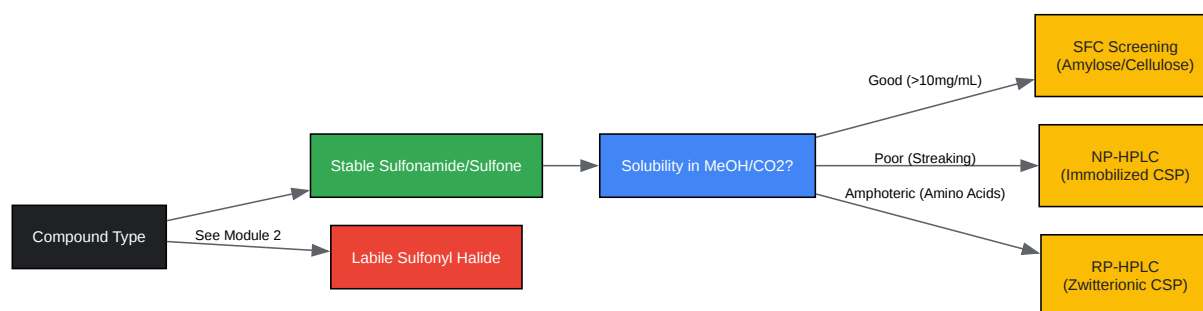 Compound Type
See Module 2
Stable Sulfonamide/Sulfone
Labile Sulfonyl Halide
Solubility in MeOH/CO2?
Good (>10mg/mL)
Poor (Streaking)
Amphoteric (Amino Acids)
SFC Screening
(Amylose/Cellulose)
NP-HPLC
(Immobilized CSP)
RP-HPLC
(Zwitterionic CSP)